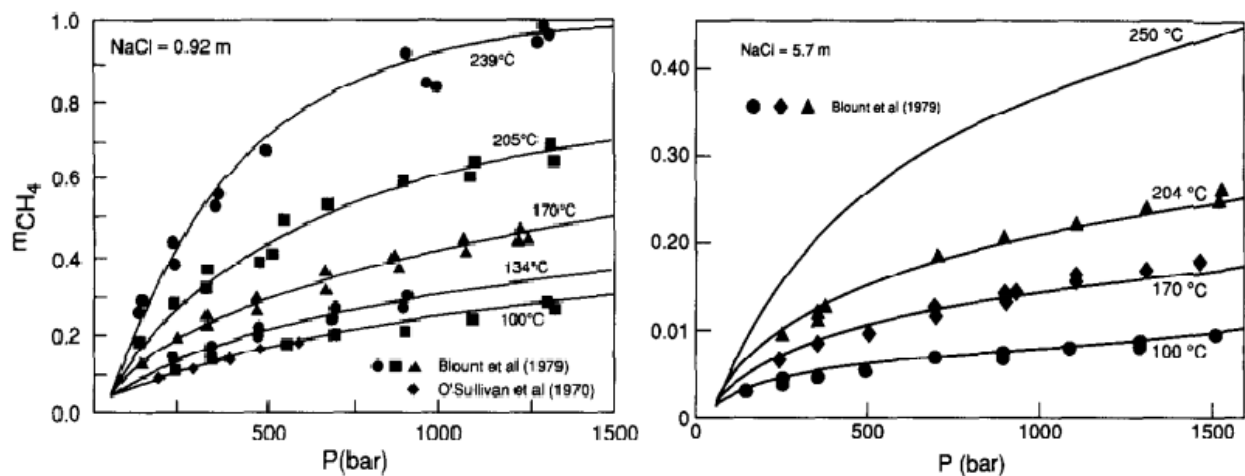 1.0
NaCl = 0.92 m
239°C
0.8
205°C
0.6
170°C
mCH4
0.4
134°C
0.2
100°C
Blount et all (1979)
O'Sullivan et al (1970)
0.0
500
1000
1500
P(bar)
250 °C
0.40
NaCl = 5.7 m
Blount et al (1979)
0.30
204 °C
0.20
170 °C
0.01
100 °C
0
0
500
1000
1500
P (bar)